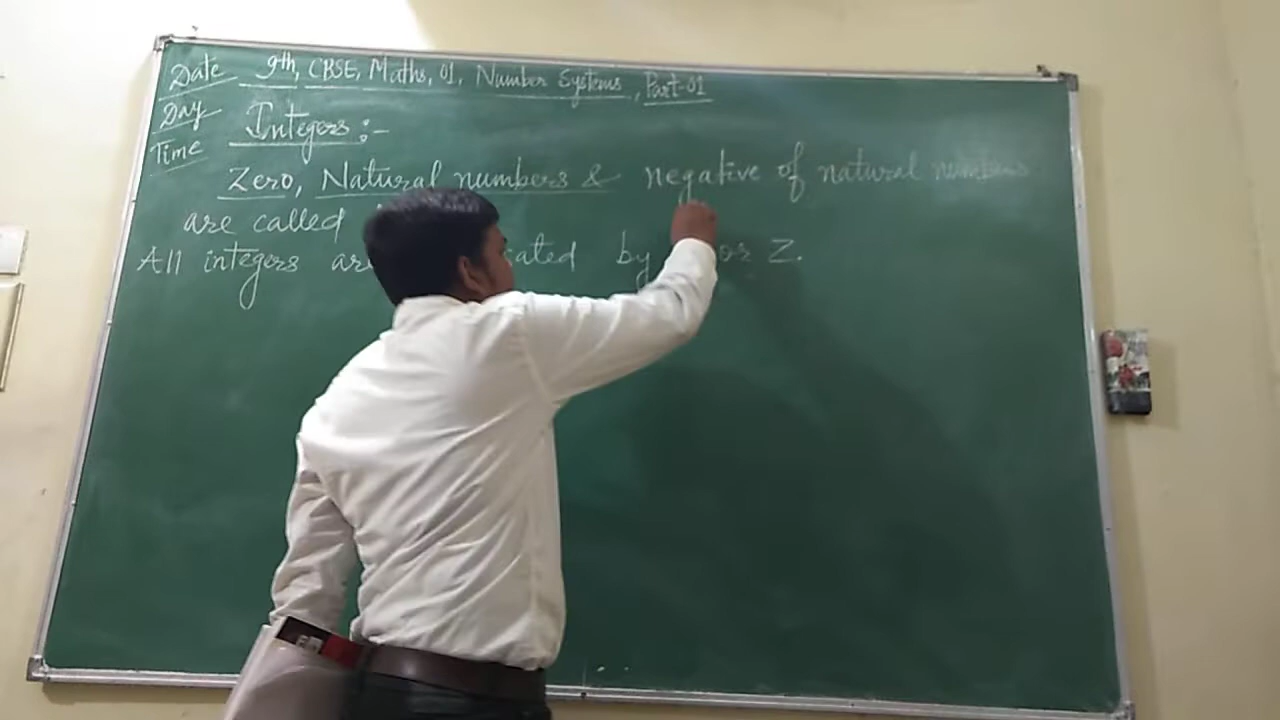 Date 9th, CBSE, Maths, 01, Number Systems, Part-01
Day Integers:-
Time
Zero, Natural numbers & negative of natural numbers
are called
All integers are by or Z.